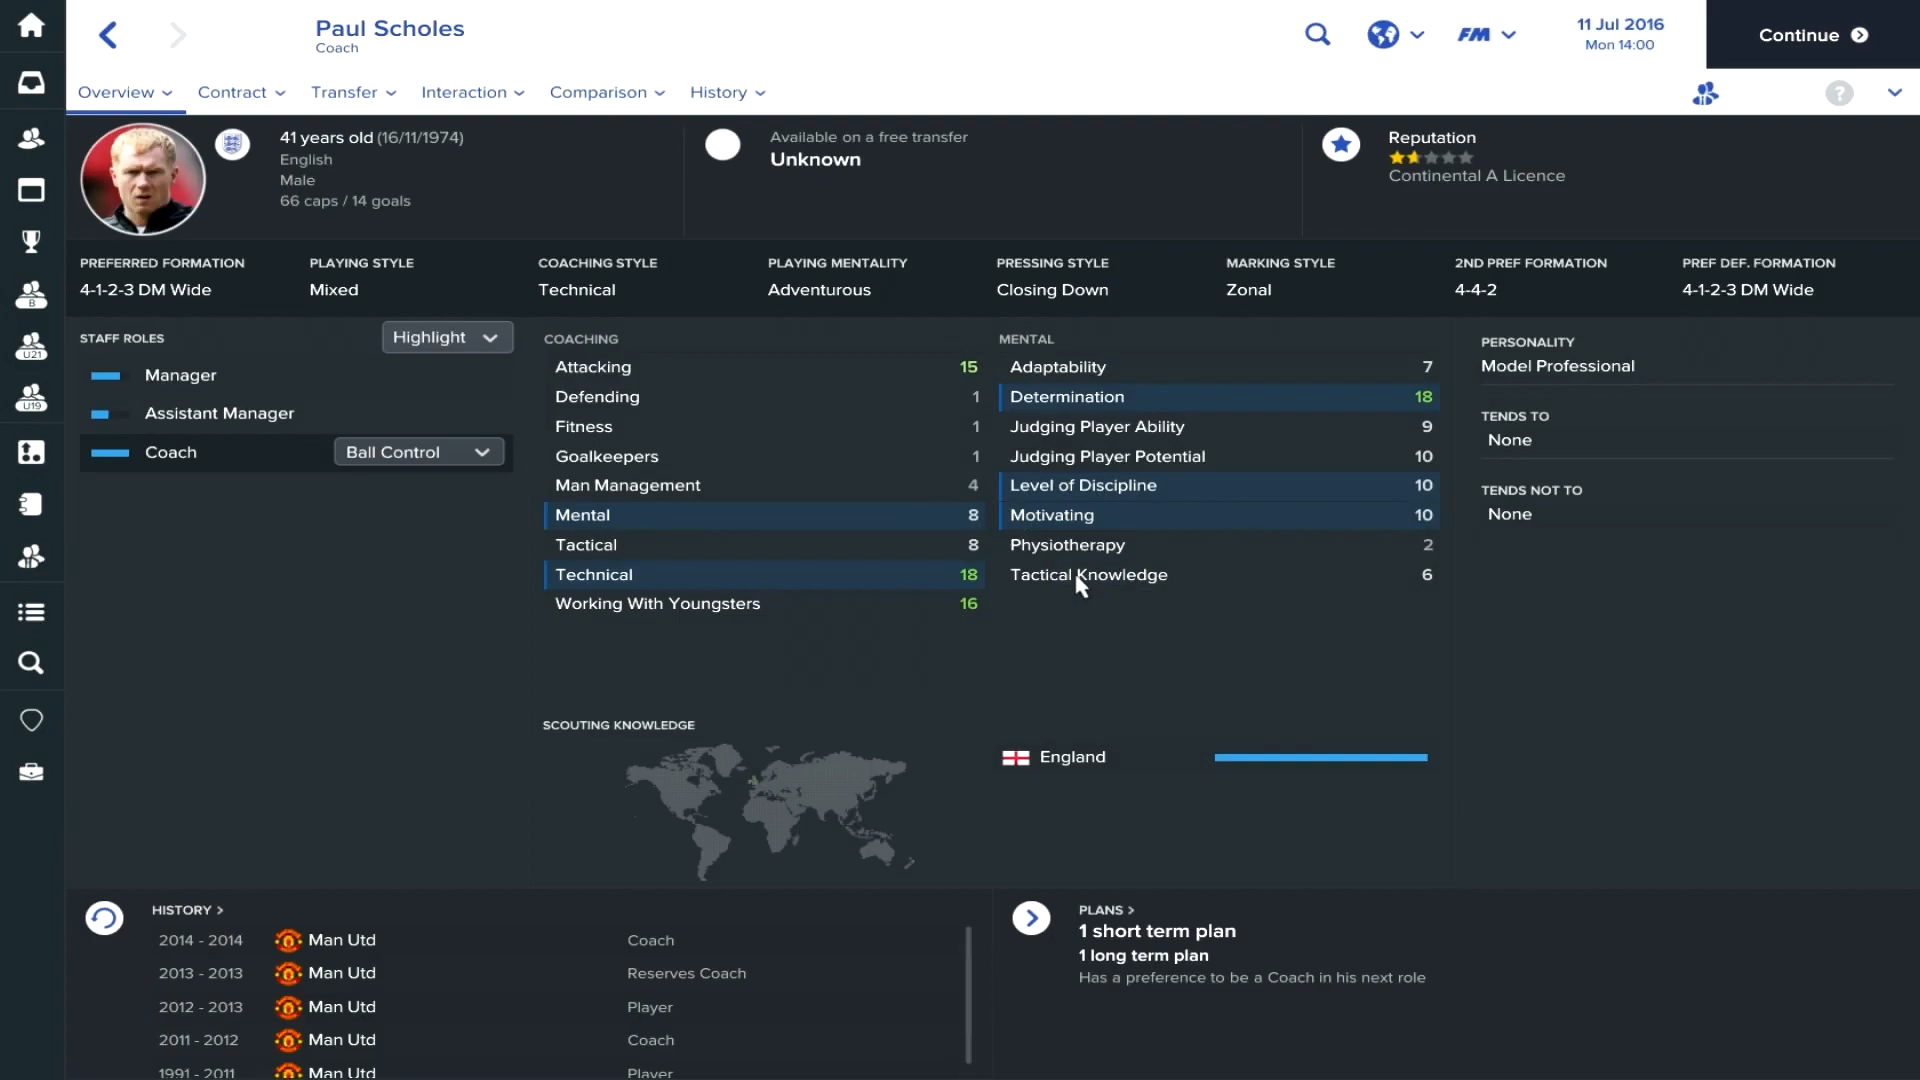 Paul Scholes
Coach
11 Jul 2016
Mon 14:00
Continue
Overview
Contract
Transfer
Interaction
Comparison
History
41 years old (16/11/1974)
English
Male
66 caps / 14 goals
Available on a free transfer
Unknown
Reputation
Continental A Licence
PREFERRED FORMATION
4-1-2-3 DM Wide
PLAYING STYLE
Mixed
COACHING STYLE
Technical
PLAYING MENTALITY
Adventurous
PRESSING STYLE
Closing Down
MARKING STYLE
Zonal
2ND PREF FORMATION
4-4-2
PREF DEF. FORMATION
4-1-2-3 DM Wide
STAFF ROLES
Highlight
Manager
Assistant Manager
Coach
Ball Control
COACHING
Attacking 15
Defending 1
Fitness 1
Goalkeepers 1
Man Management 4
Mental 8
Tactical 8
Technical 18
Working With Youngsters 16
MENTAL
Adaptability 7
Determination 18
Judging Player Ability 9
Judging Player Potential 10
Level of Discipline 10
Motivating 10
Physiotherapy 2
Tactical Knowledge 6
PERSONALITY
Model Professional
TENDS TO
None
TENDS NOT TO
None
SCOUTING KNOWLEDGE
England
HISTORY >
2014 - 2014 Man Utd Coach
2013 - 2013 Man Utd Reserves Coach
2012 - 2013 Man Utd Player
2011 - 2012 Man Utd Coach
1991 - 2011 Man Utd Player
PLANS >
1 short term plan
1 long term plan
Has a preference to be a Coach in his next role
FM
B
U21
U19
?